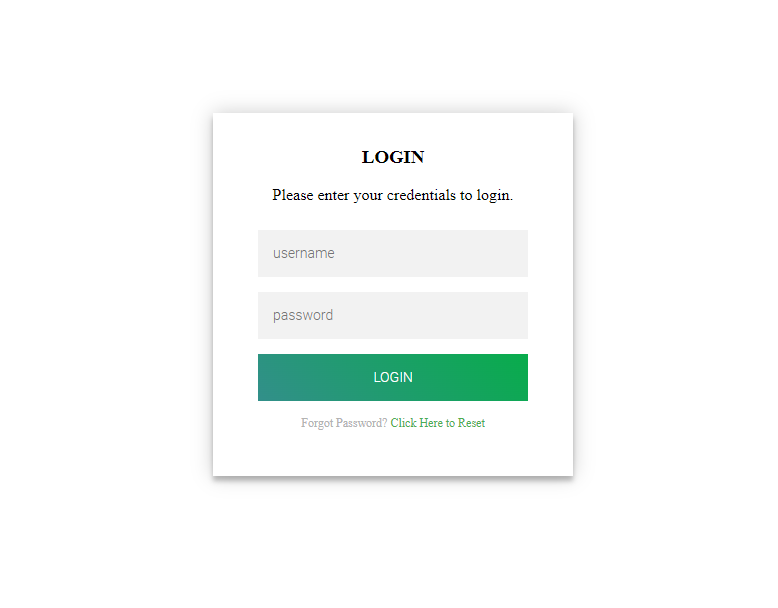 LOGIN
Please enter your credentials to login.
username
password
LOGIN
Forgot Password? Click Here to Reset